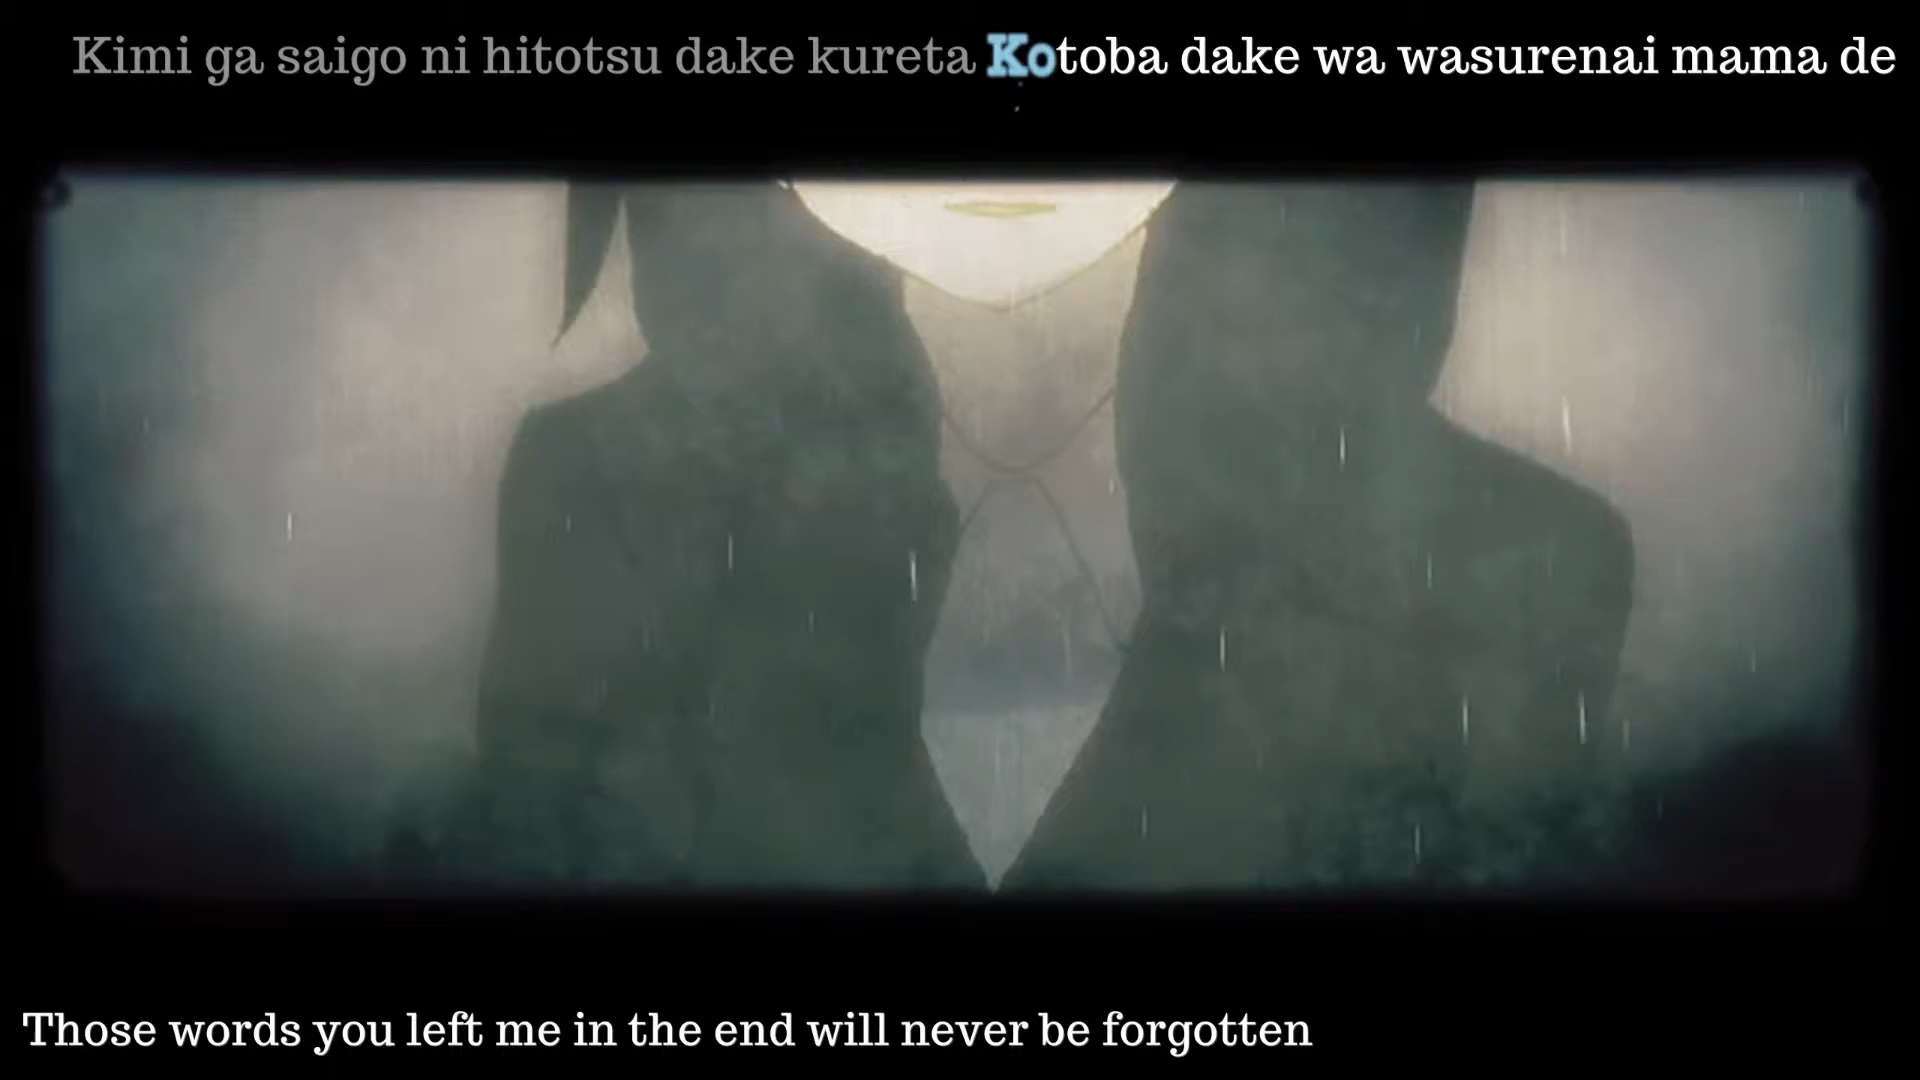 Kimi ga saigo ni hitotsu dake kureta Kotoba dake wa wasurenai mama de
Those words you left me in the end will never be forgotten